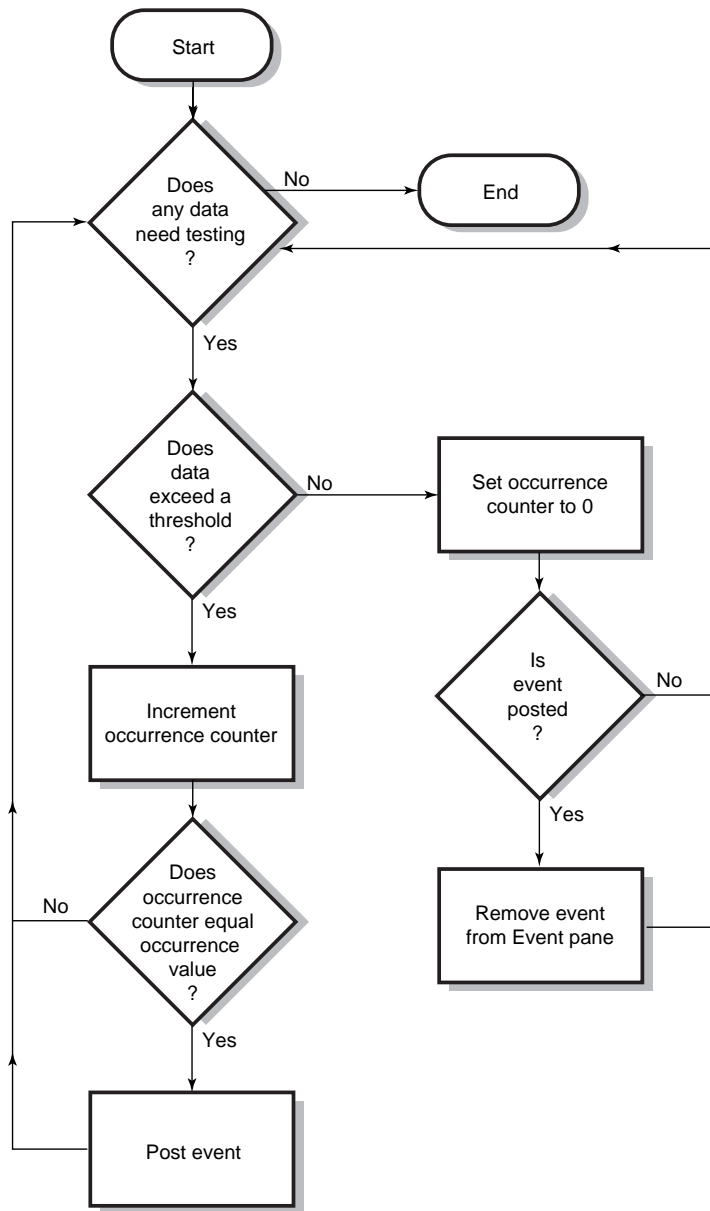 Start
Does
any data
need testing
?
No
End
Yes
Does
data
exceed a
threshold
?
No
Set occurrence
counter to 0
Yes
Is
event
posted
?
No
Increment
occurrence counter
Yes
Does
occurrence
counter equal
occurrence
value
?
No
Remove event
from Event pane
Yes
Post event